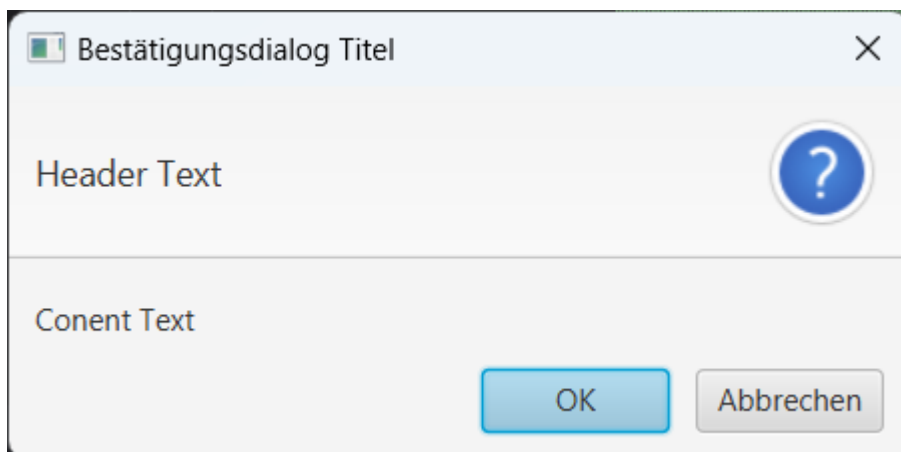 Bestätigungsdialog Titel
Header Text
?
Conent Text
OK Abbrechen